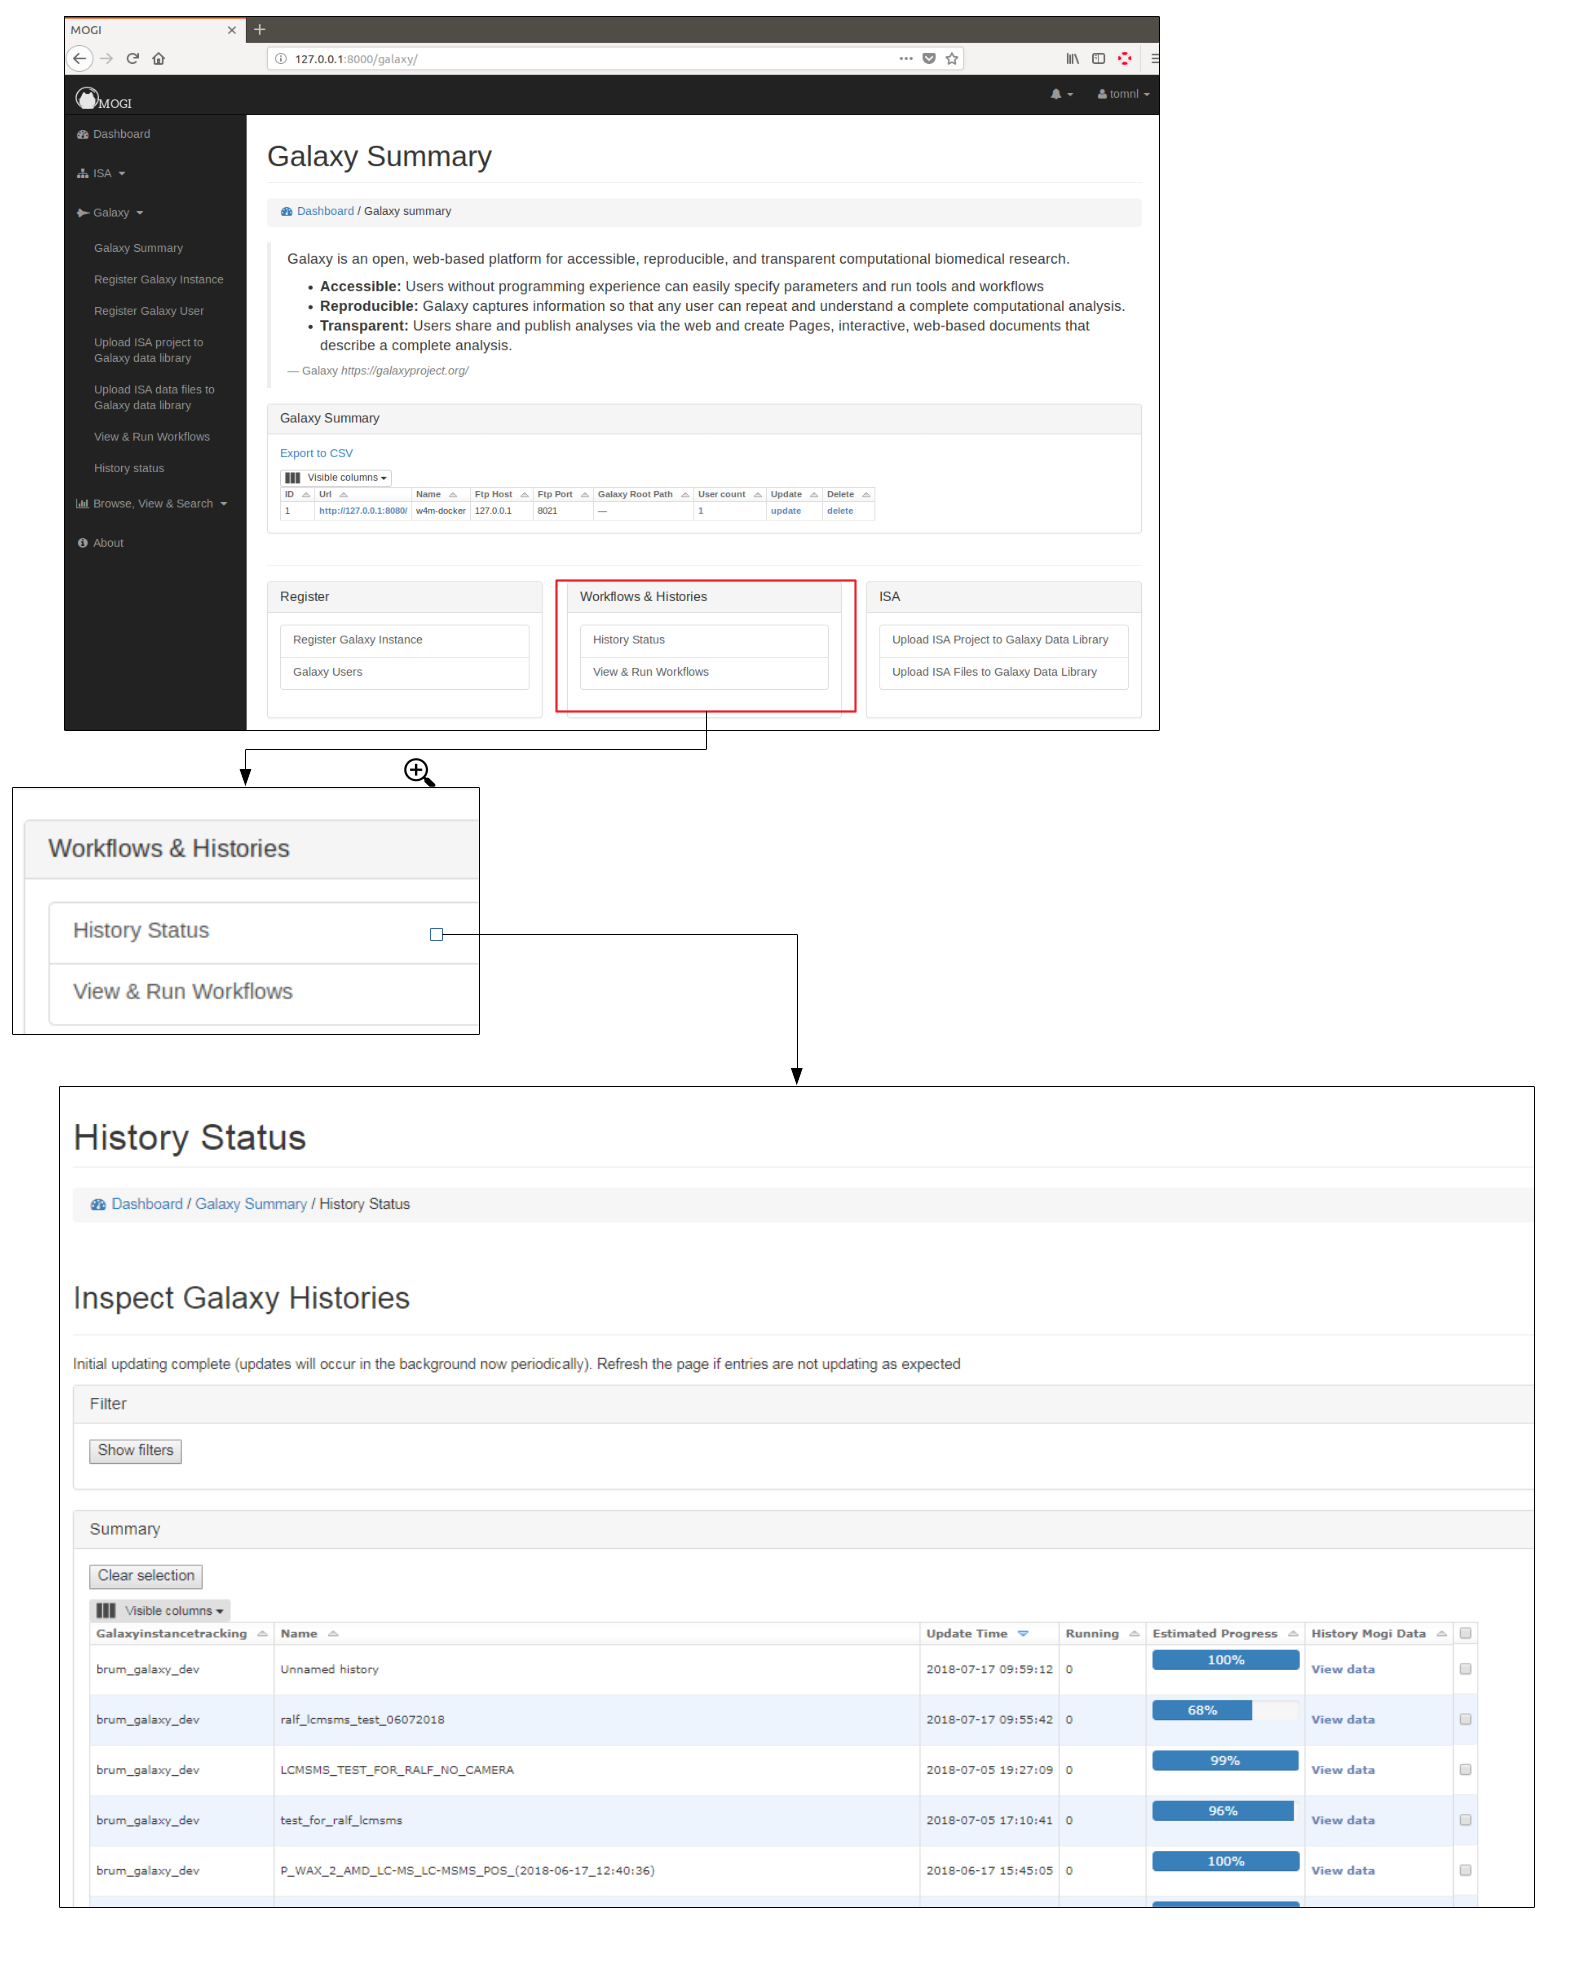 MOGI
127.0.0.1:8000/galaxy/
MOGI
tomnl
Dashboard
ISA
Galaxy
Galaxy Summary
Register Galaxy Instance
Register Galaxy User
Upload ISA project to
Galaxy data library
Upload ISA data files to
Galaxy data library
View & Run Workflows
History status
Browse, View & Search
About
Galaxy Summary
Dashboard / Galaxy summary
Galaxy is an open, web-based platform for accessible, reproducible, and transparent computational biomedical research.
• Accessible: Users without programming experience can easily specify parameters and run tools and workflows
• Reproducible: Galaxy captures information so that any user can repeat and understand a complete computational analysis.
• Transparent: Users share and publish analyses via the web and create Pages, interactive, web-based documents that
describe a complete analysis.
— Galaxy https://galaxyproject.org/
Galaxy Summary
Export to CSV
Visible columns
ID Url Name Ftp Host Ftp Port Galaxy Root Path User count Update Delete
1 http://127.0.0.1:8080/ w4m-docker 127.0.0.1 8021 — 1 update delete
Register
Register Galaxy Instance
Galaxy Users
Workflows & Histories
History Status
View & Run Workflows
ISA
Upload ISA Project to Galaxy Data Library
Upload ISA Files to Galaxy Data Library
Workflows & Histories
History Status
View & Run Workflows
History Status
Dashboard / Galaxy Summary / History Status
Inspect Galaxy Histories
Initial updating complete (updates will occur in the background now periodically). Refresh the page if entries are not updating as expected
Filter
Show filters
Summary
Clear selection
Visible columns
Galaxyinstancetracking Name Update Time Running Estimated Progress History Mogi Data
brum_galaxy_dev Unnamed history 2018-07-17 09:59:12 0 100% View data
brum_galaxy_dev ralf_lcmsms_test_06072018 2018-07-17 09:55:42 0 68% View data
brum_galaxy_dev LCMSMS_TEST_FOR_RALF_NO_CAMERA 2018-07-05 19:27:09 0 99% View data
brum_galaxy_dev test_for_ralf_lcmsms 2018-07-05 17:10:41 0 96% View data
brum_galaxy_dev P_WAX_2_AMD_LC-MS_LC-MSMS_POS_(2018-06-17_12:40:36) 2018-06-17 15:45:05 0 100% View data